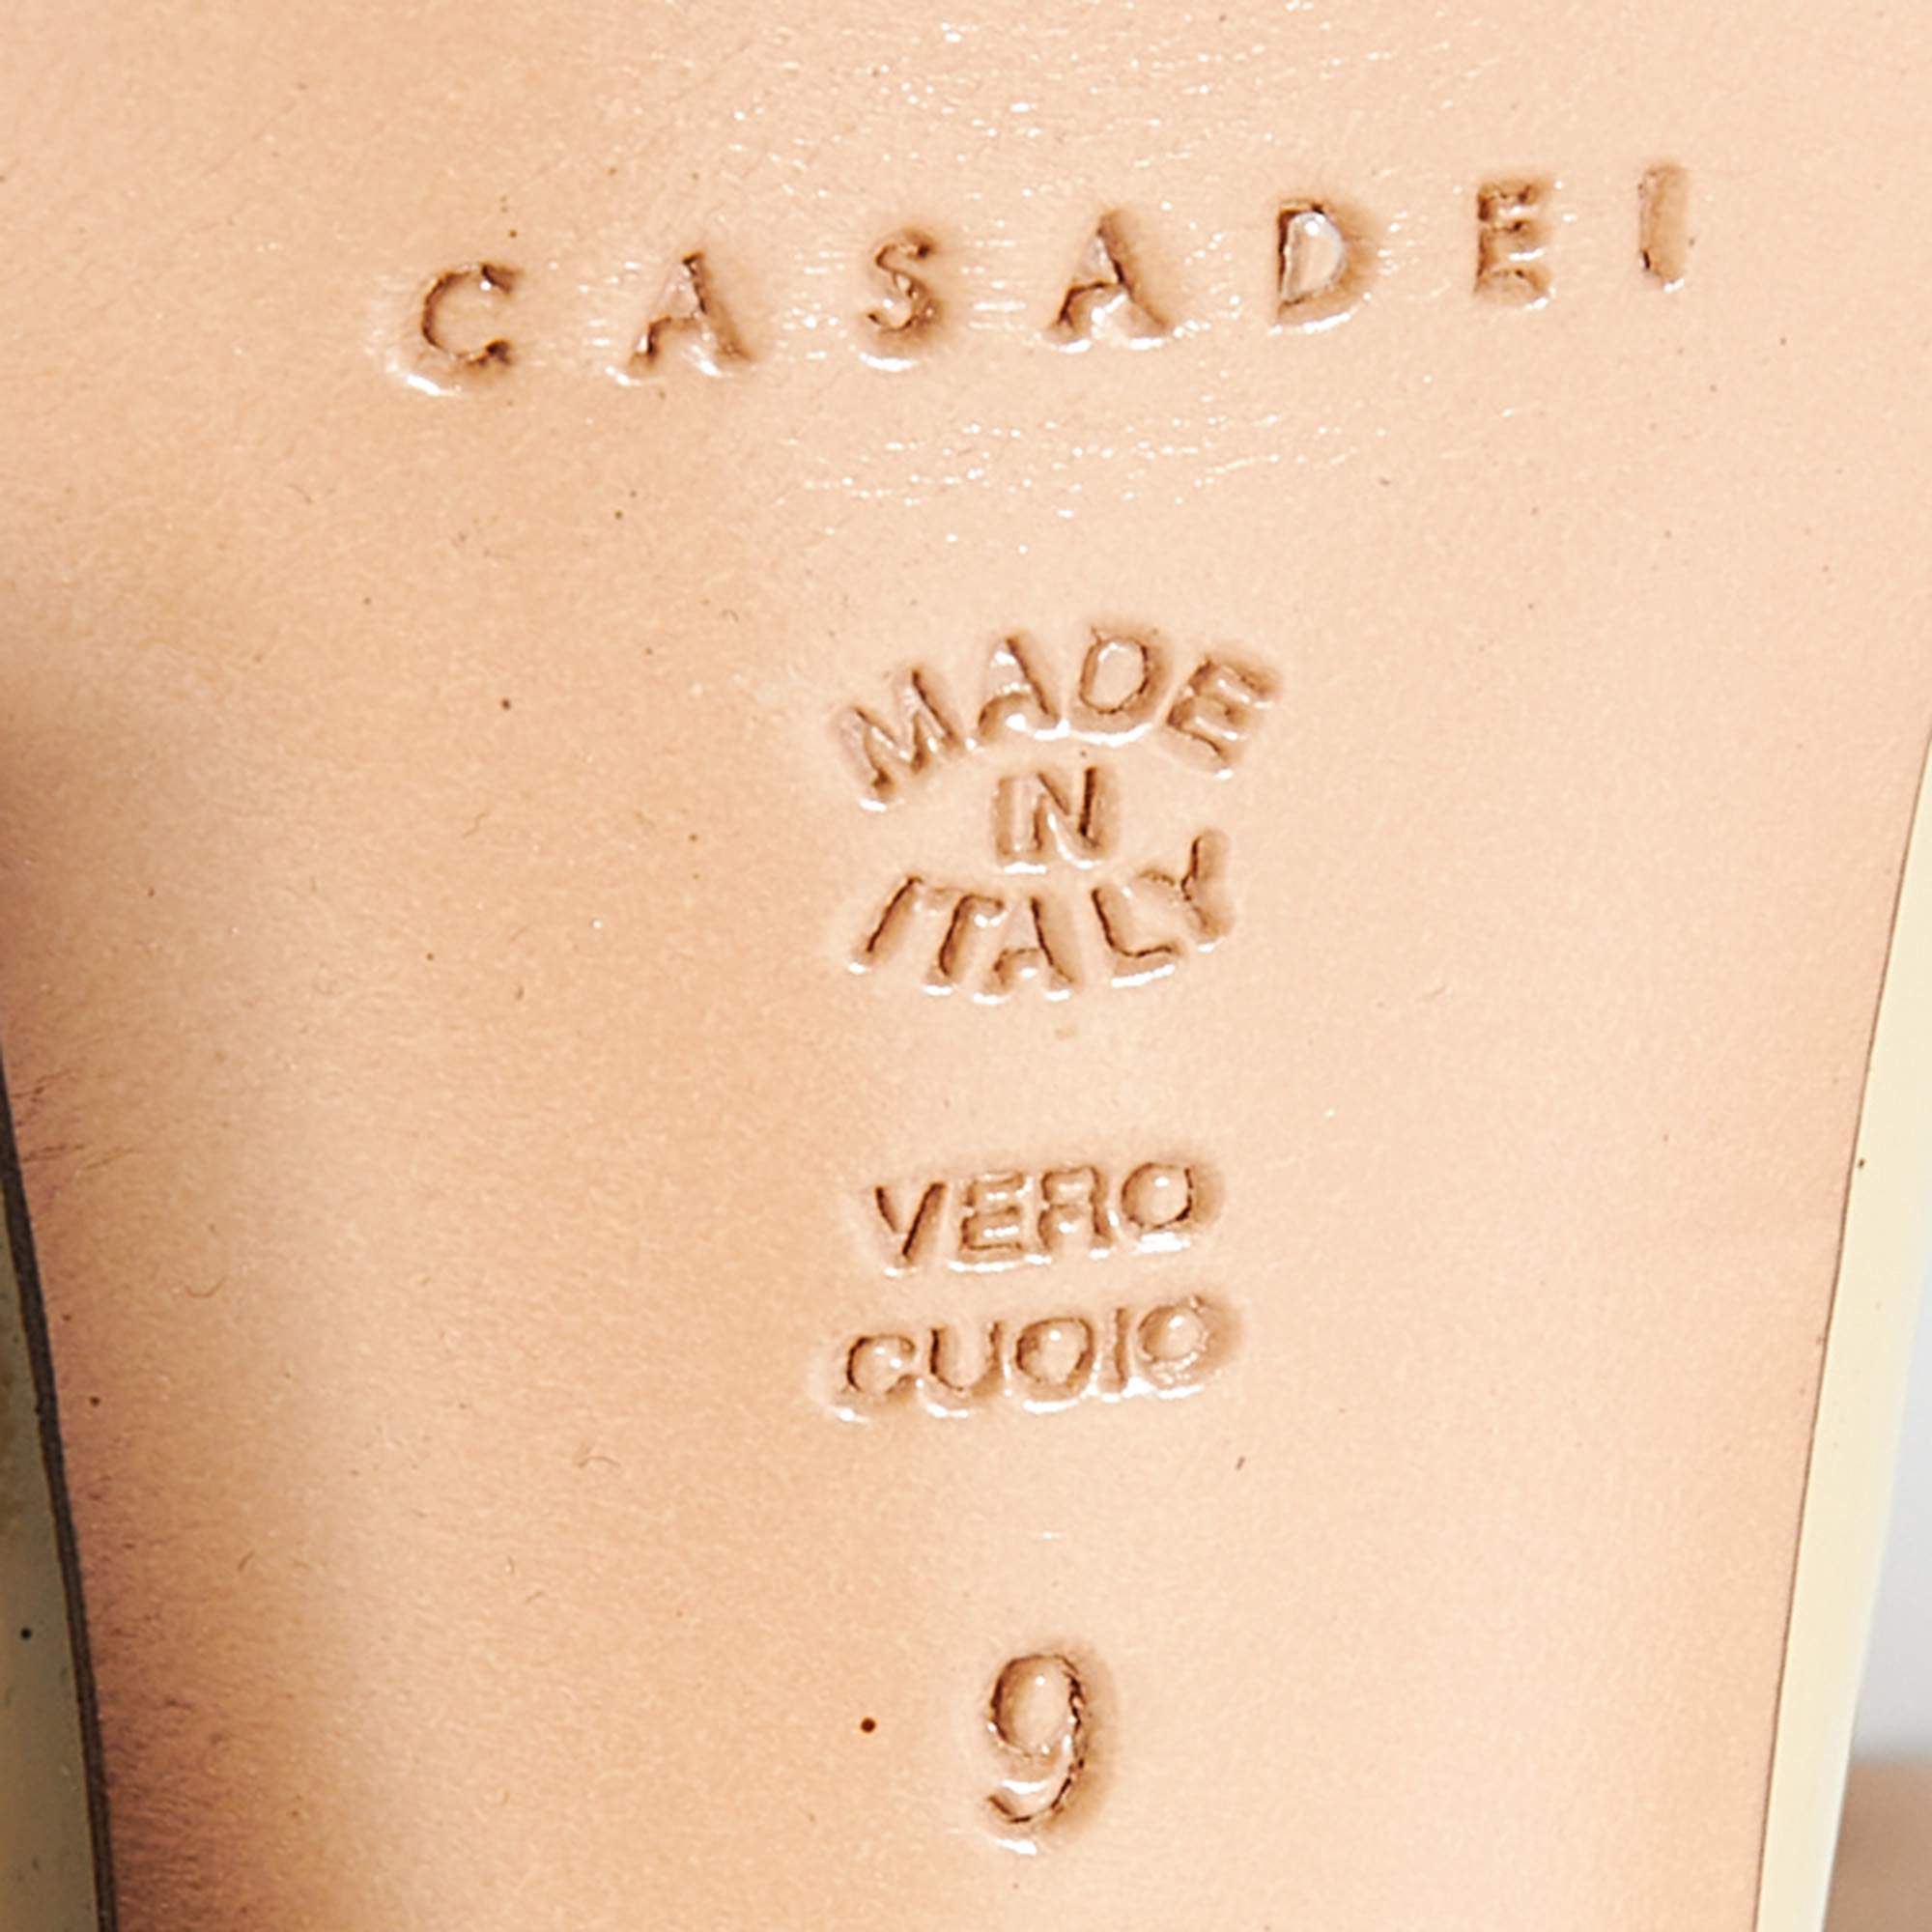 CASADEI
MADE
IN
ITALY
VERO
CUOIO
9